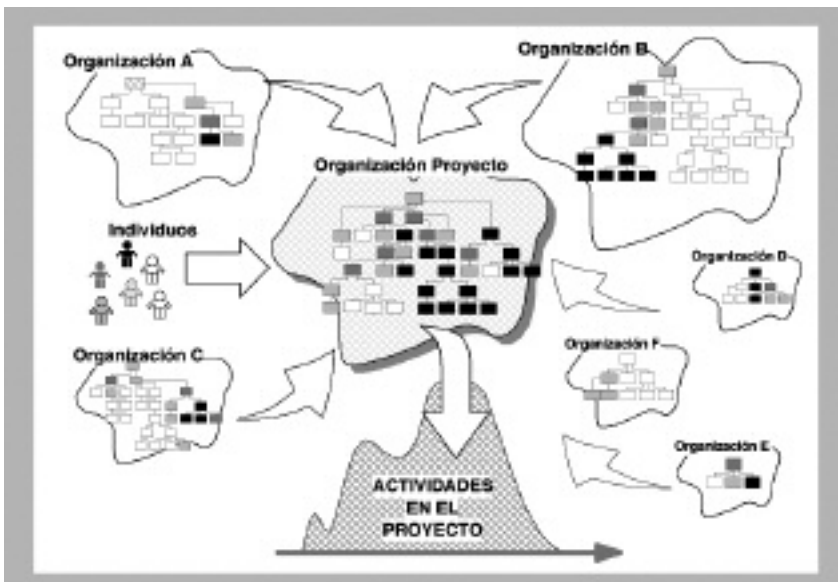 Organización A
Organización B
Organización Proyecto
Individuos
Organización D
Organización C
Organización F
Organización E
ACTIVIDADES
EN EL
PROYECTO